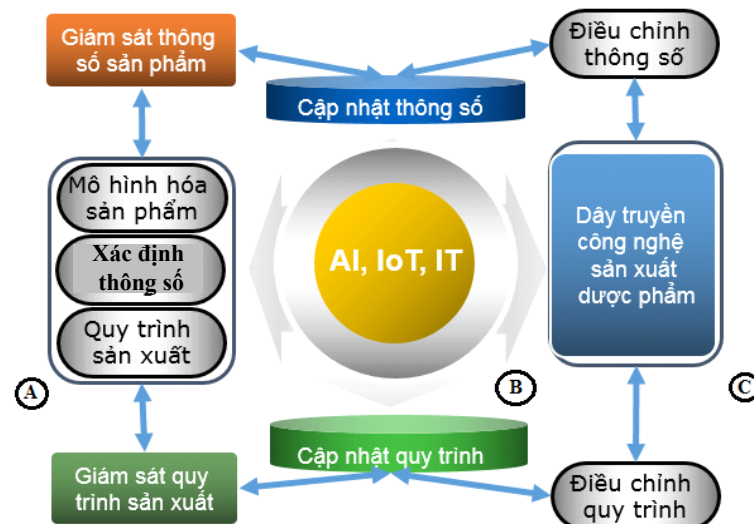 Giám sát thông
số sản phẩm
Điều chỉnh
thông số
Cập nhật thông số
Mô hình hóa
sản phẩm
Xác định
thông số
Quy trình
sản xuất
AI, IoT, IT
Dây truyền
công nghệ
sản xuất
dược phẩm
A
B
C
Cập nhật quy trình
Giám sát quy
trình sản xuất
Điều chỉnh
quy trình